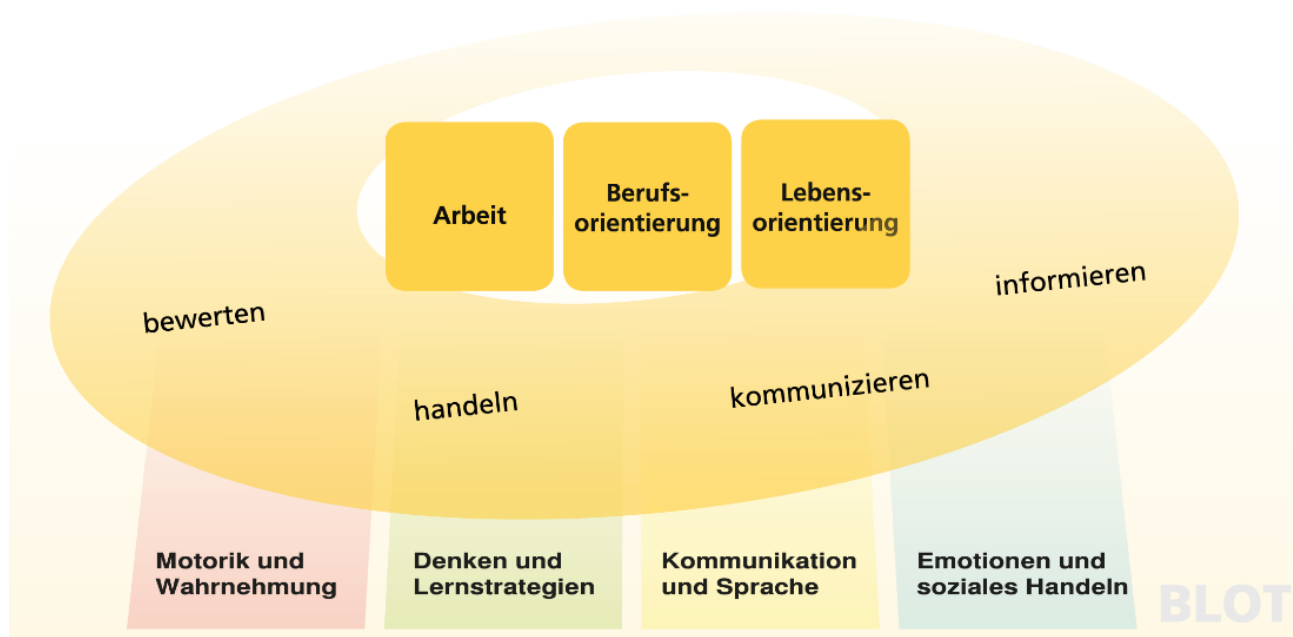 Arbeit
Berufs-
orientierung
Lebens-
orientierung
bewerten
handeln
kommunizieren
informieren
Motorik und
Wahrnehmung
Denken und
Lernstrategien
Kommunikation
und Sprache
Emotionen und
soziales Handeln
BLOT